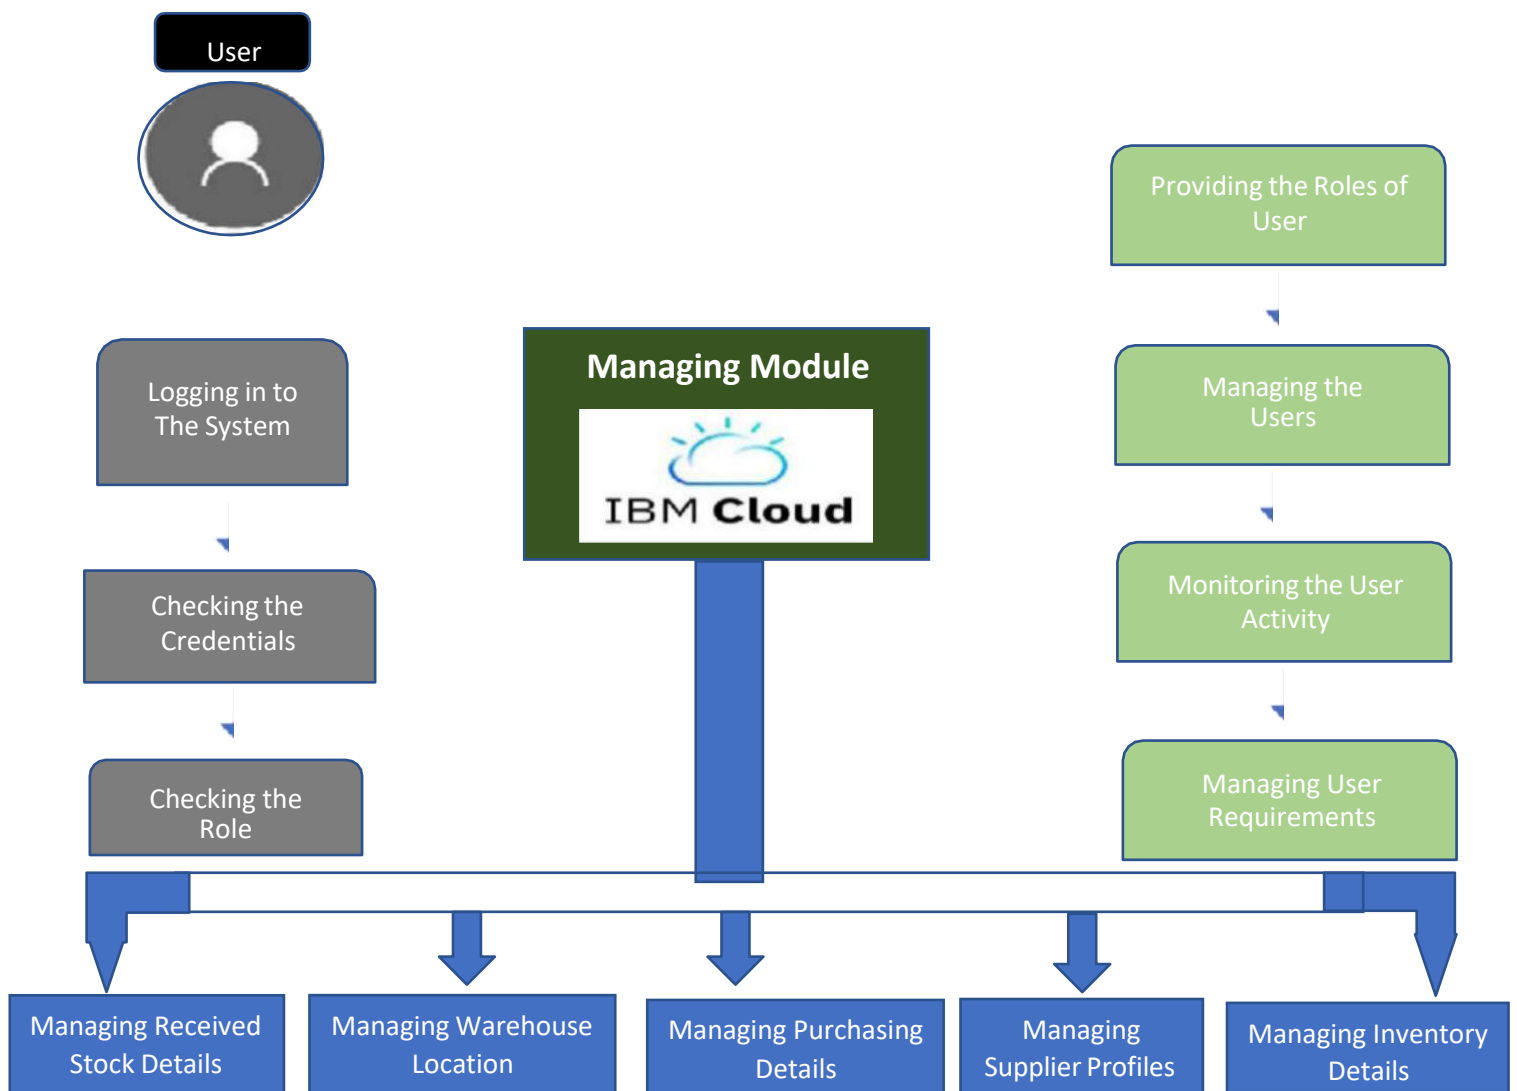 User
Providing the Roles of
User
Logging in to
The System
Managing Module
IBM Cloud
Managing the
Users
Checking the
Credentials
Monitoring the User
Activity
Checking the
Role
Managing User
Requirements
Managing Received
Stock Details
Managing Warehouse
Location
Managing Purchasing
Details
Managing
Supplier Profiles
Managing Inventory
Details